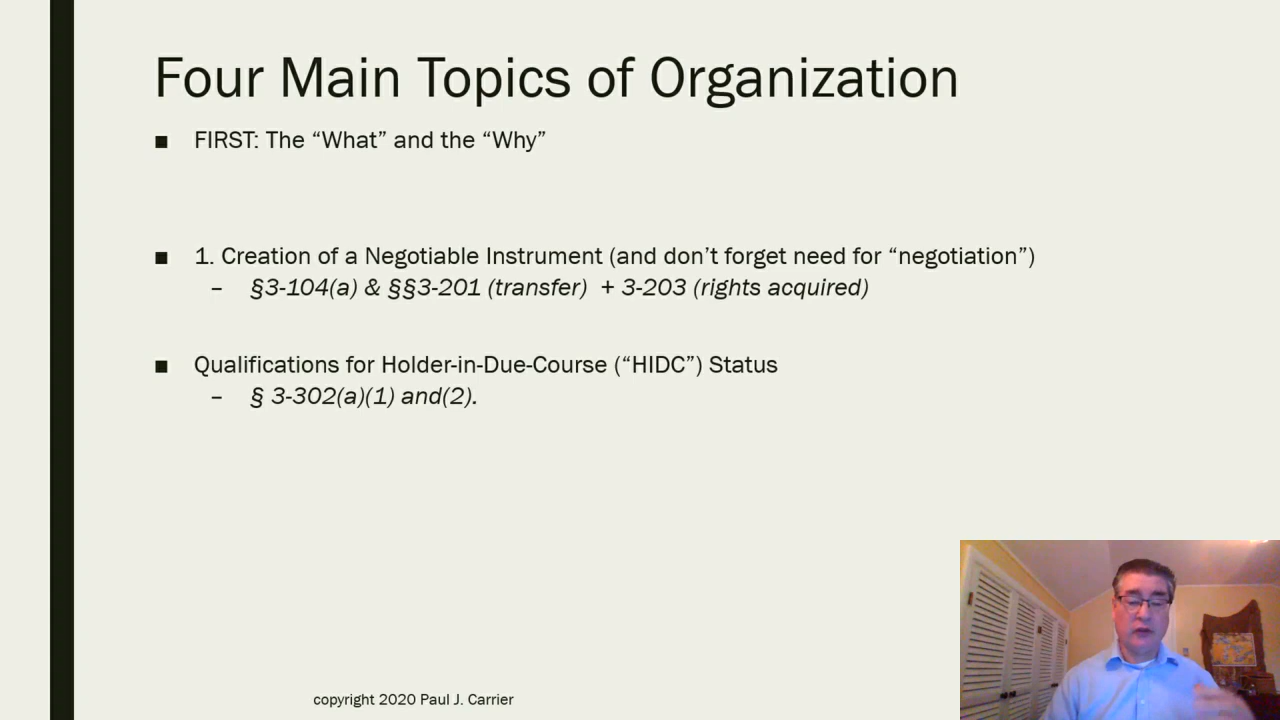 Four Main Topics of Organization
■ FIRST: The “What” and the “Why”
■ 1. Creation of a Negotiable Instrument (and don’t forget need for “negotiation”)
– §3-104(a) & §§3-201 (transfer) + 3-203 (rights acquired)
■ Qualifications for Holder-in-Due-Course (“HIDC”) Status
– § 3-302(a)(1) and(2).
copyright 2020 Paul J. Carrier